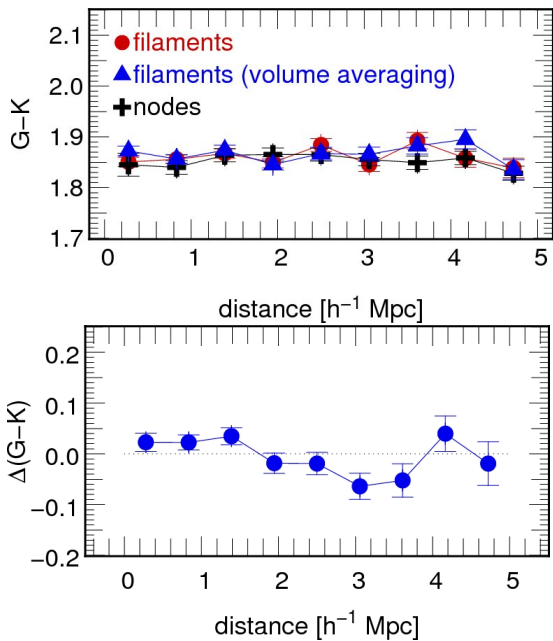 2.1
filaments
filaments (volume averaging)
2.0
nodes
G−K
1.9
1.8
1.7
0 1 2 3 4 5
distance [h⁻¹ Mpc]
0.2
0.1
Δ(G−K)
0.0
−0.1
−0.2
0 1 2 3 4 5
distance [h⁻¹ Mpc]